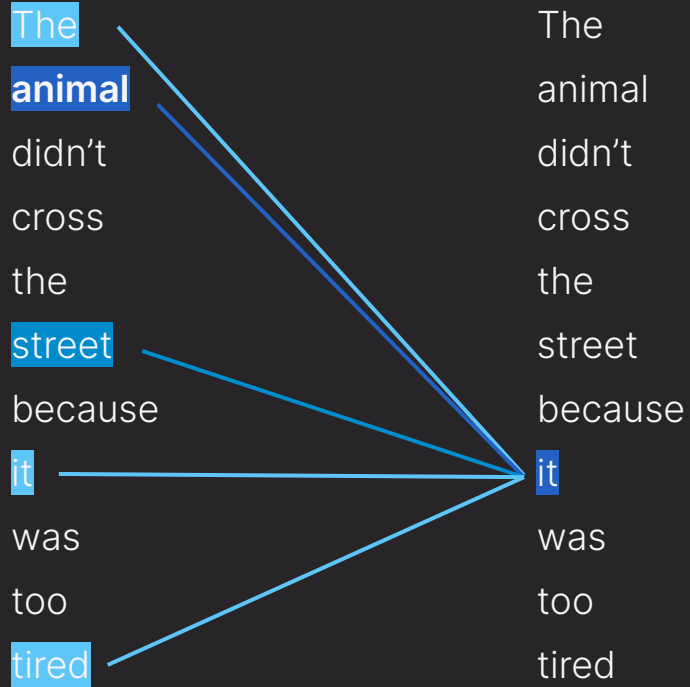 The The
animal animal
didn’t didn’t
cross cross
the the
street street
because because
it it
was was
too too
tired tired